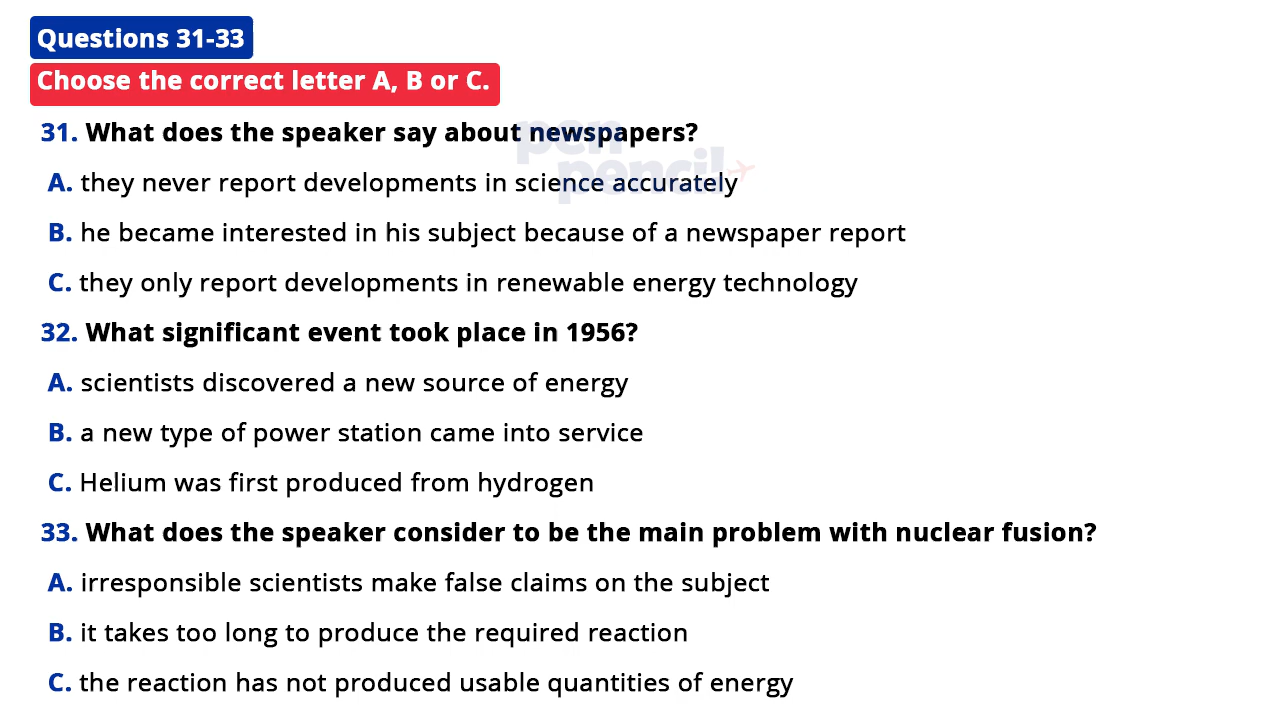 Questions 31-33
Choose the correct letter A, B or C.
pen
pencil
31. What does the speaker say about newspapers?
A. they never report developments in science accurately
B. he became interested in his subject because of a newspaper report
C. they only report developments in renewable energy technology
32. What significant event took place in 1956?
A. scientists discovered a new source of energy
B. a new type of power station came into service
C. Helium was first produced from hydrogen
33. What does the speaker consider to be the main problem with nuclear fusion?
A. irresponsible scientists make false claims on the subject
B. it takes too long to produce the required reaction
C. the reaction has not produced usable quantities of energy